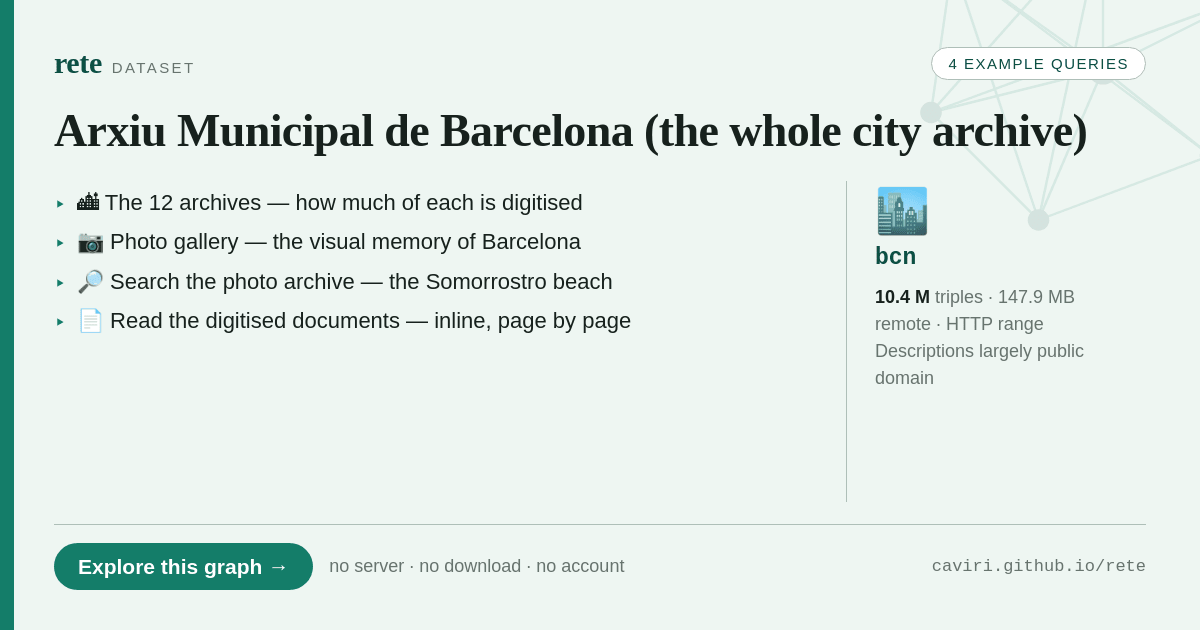 rete DATASET
4 EXAMPLE QUERIES
Arxiu Municipal de Barcelona (the whole city archive)
The 12 archives — how much of each is digitised
Photo gallery — the visual memory of Barcelona
Search the photo archive — the Somorrostro beach
Read the digitised documents — inline, page by page
bcn
10.4 M triples · 147.9 MB
remote · HTTP range
Descriptions largely public
domain
Explore this graph →
no server · no download · no account
caviri.github.io/rete